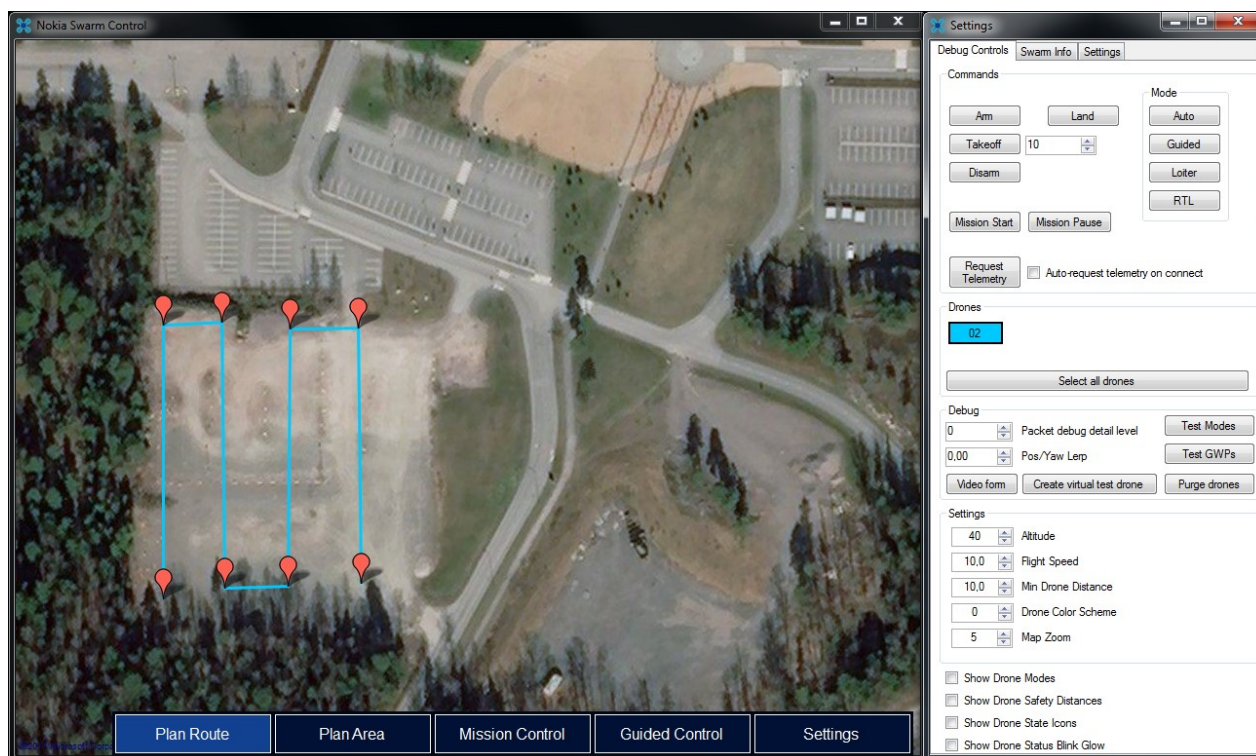 Nokia Swarm Control
Plan Route
Plan Area
Mission Control
Guided Control
Settings
Settings
Debug Controls
Swarm Info
Settings
Commands
Mode
Arm
Land
Auto
Takeoff
10
Guided
Disarm
Loiter
RTL
Mission Start
Mission Pause
Request
Telemetry
Auto-request telemetry on connect
Drones
02
Select all drones
Debug
0
Packet debug detail level
Test Modes
0,00
Pos/Yaw Lerp
Test GWPs
Video form
Create virtual test drone
Purge drones
Settings
40
Altitude
10,0
Flight Speed
10,0
Min Drone Distance
0
Drone Color Scheme
5
Map Zoom
Show Drone Modes
Show Drone Safety Distances
Show Drone State Icons
Show Drone Status Blink Glow